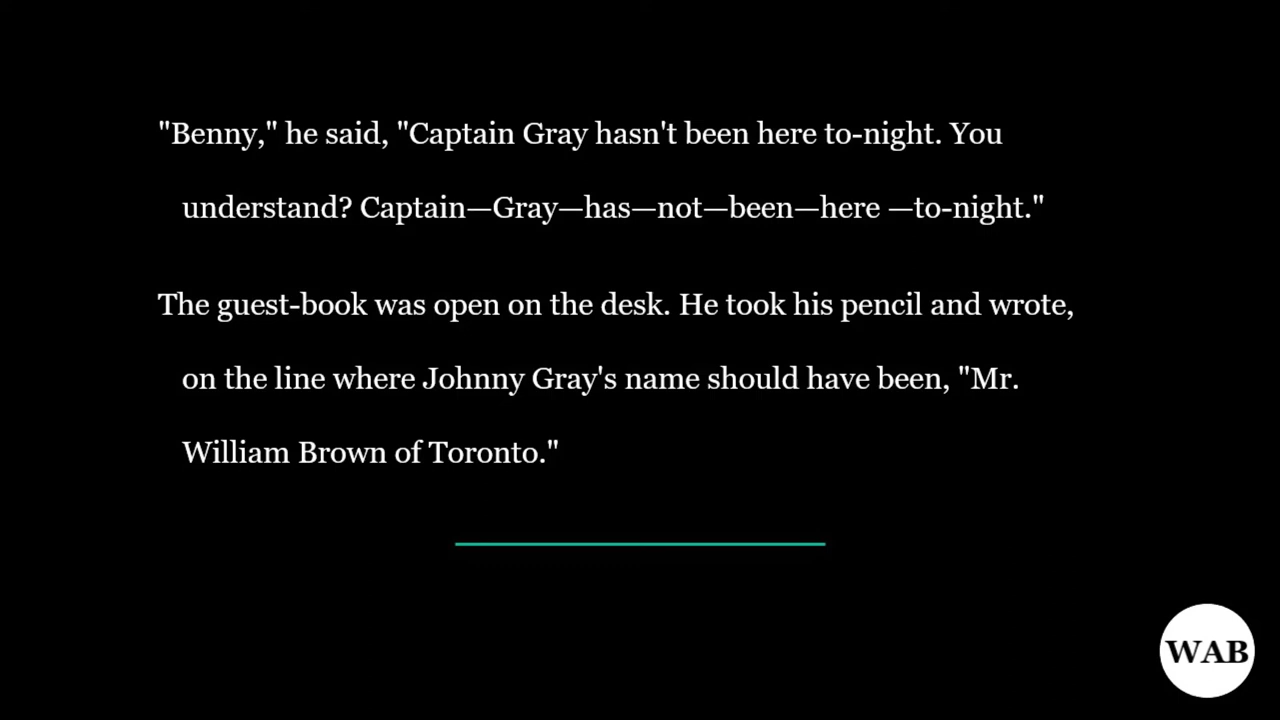 "Benny," he said, "Captain Gray hasn't been here to-night. You
understand? Captain—Gray—has—not—been—here —to-night."
The guest-book was open on the desk. He took his pencil and wrote,
on the line where Johnny Gray's name should have been, "Mr.
William Brown of Toronto."
WAB